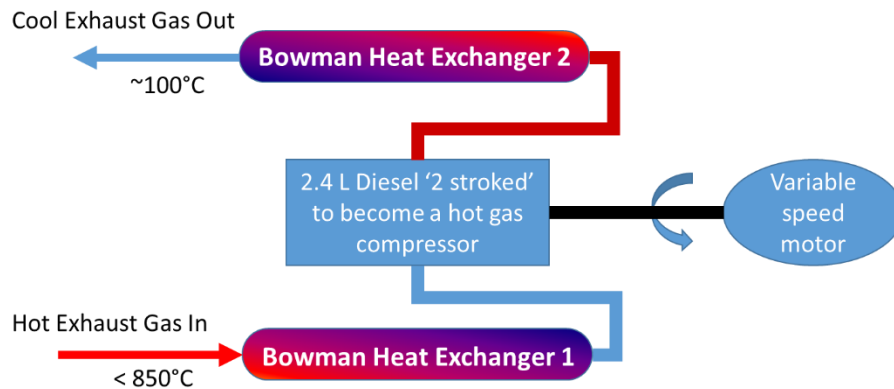 Cool Exhaust Gas Out
~100°C
Bowman Heat Exchanger 2
2.4 L Diesel ‘2 stroked’
to become a hot gas
compressor
Variable
speed
motor
Hot Exhaust Gas In
< 850°C
Bowman Heat Exchanger 1